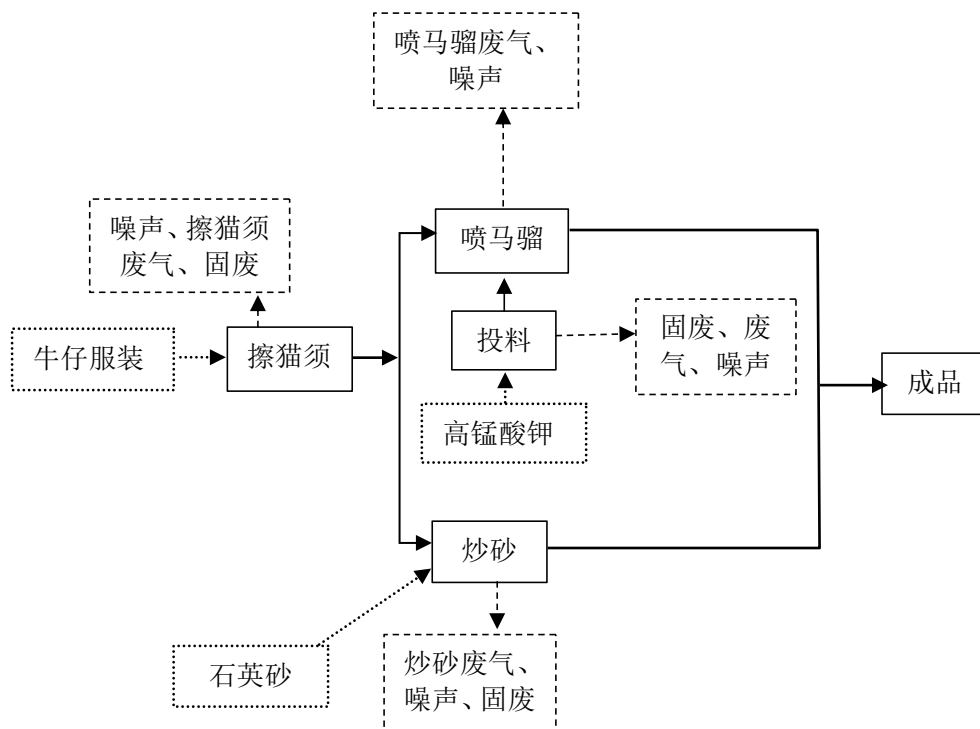 喷马骝废气、
噪声
噪声、擦猫须
废气、固废
喷马骝
牛仔服装
擦猫须
投料
固废、废
气、噪声
成品
高锰酸钾
炒砂
石英砂
炒砂废气、
噪声、固废